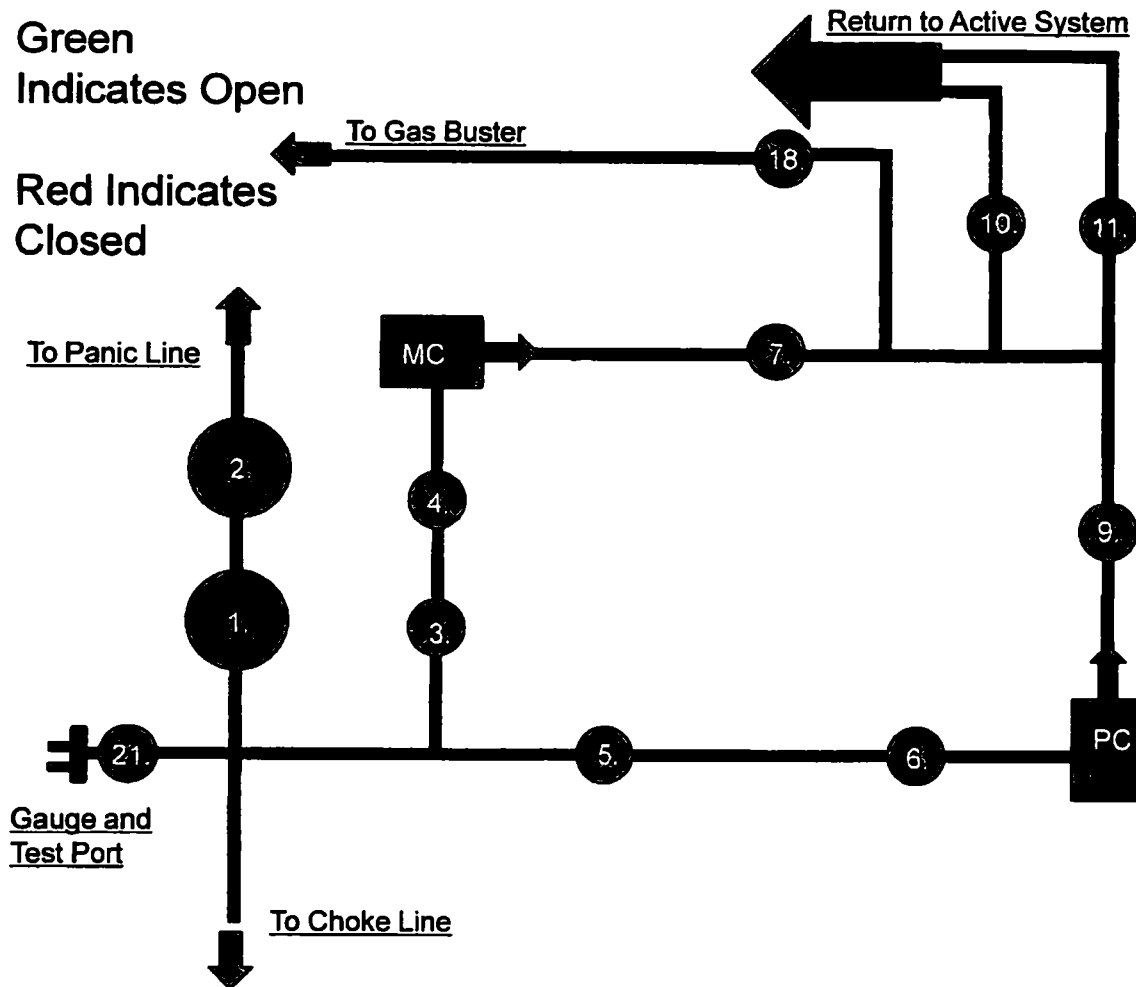 Green
Indicates Open
Return to Active System
To Gas Buster
18.
Red Indicates
Closed
10.
11.
To Panic Line
MC
7.
2.
4.
9.
1.
3.
21.
5.
6.
PC
Gauge and
Test Port
To Choke Line